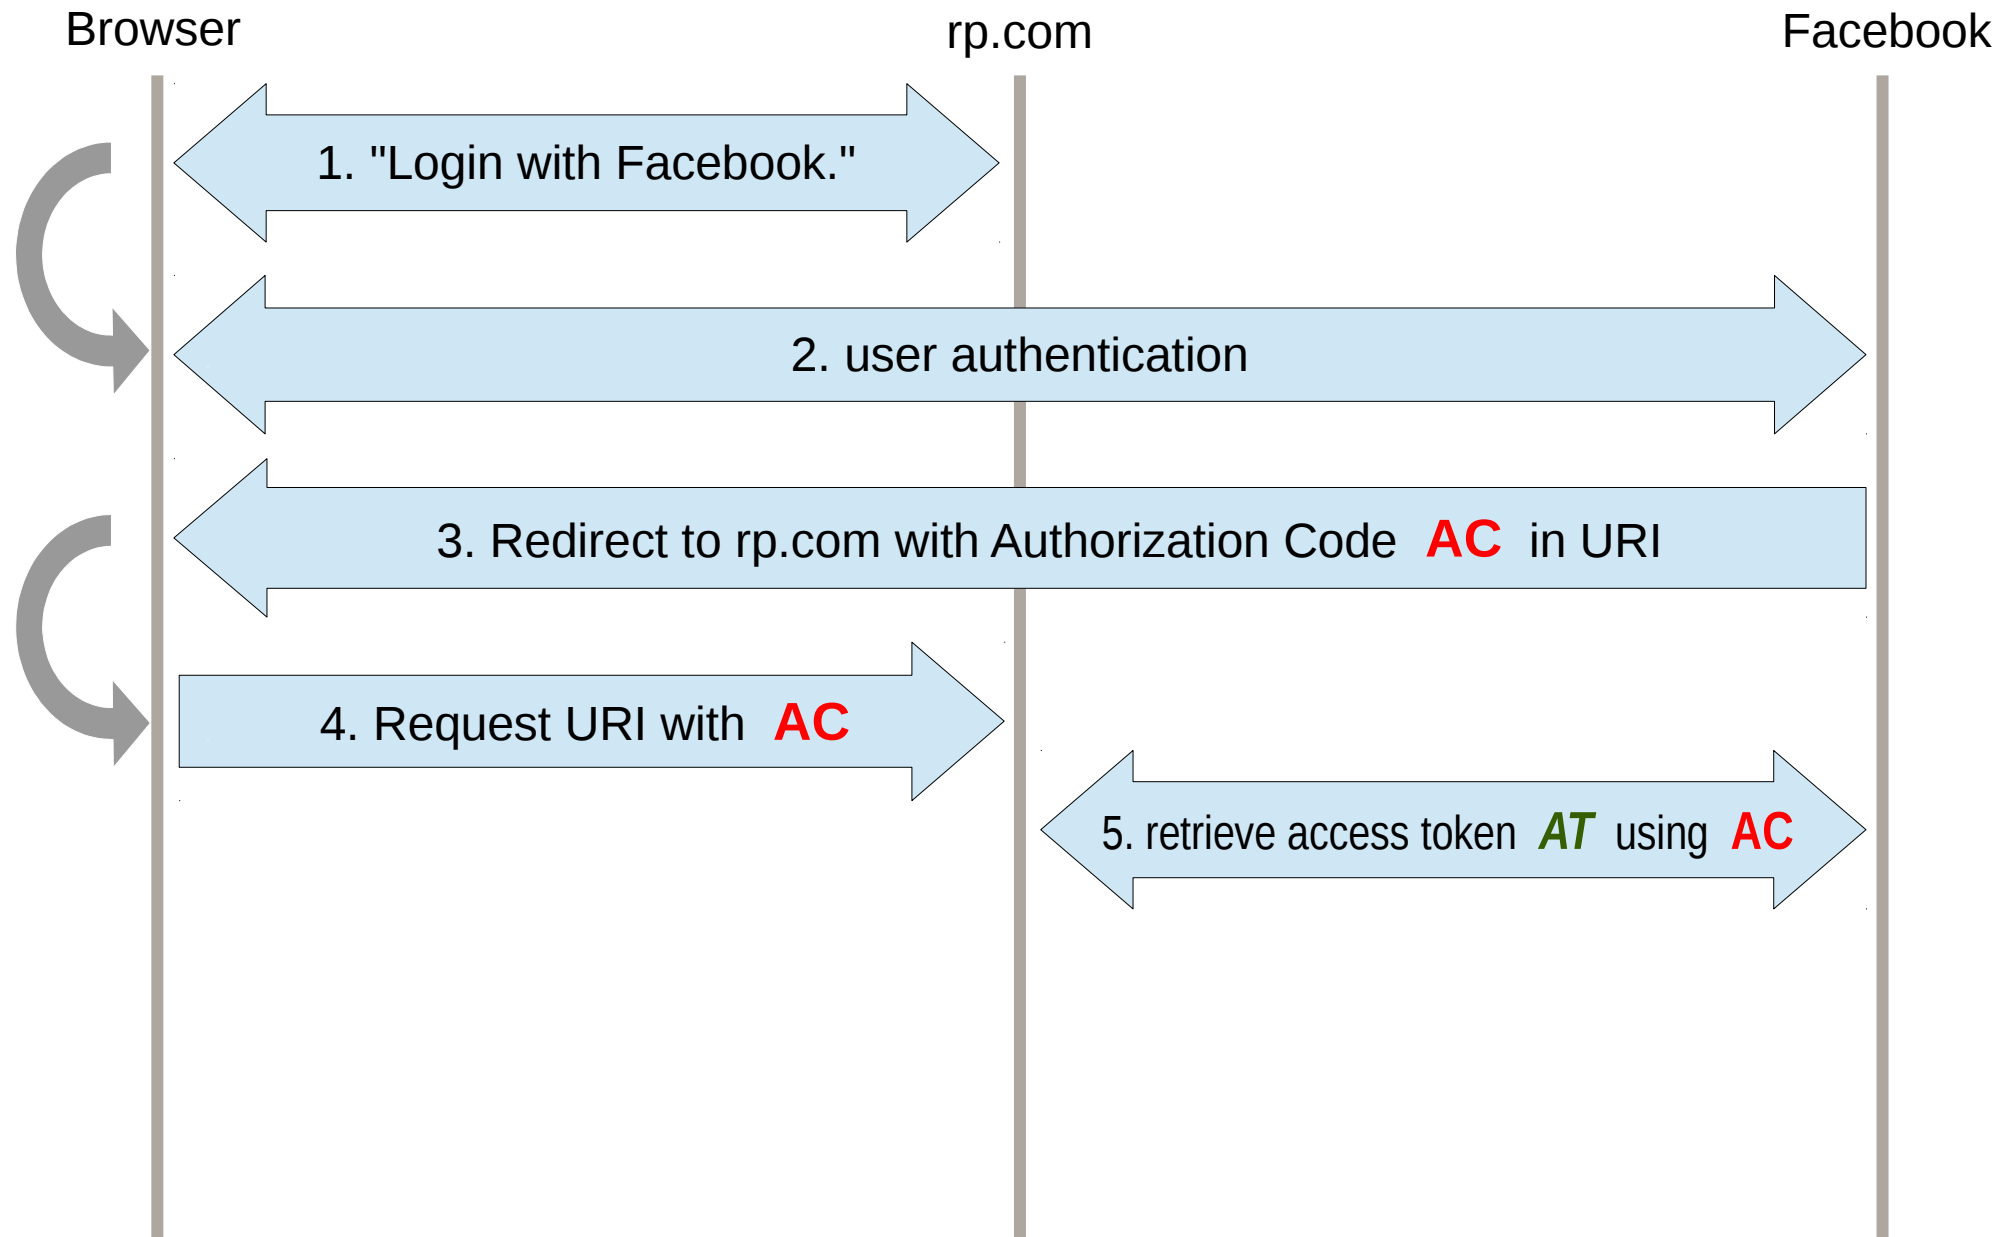 Browser
rp.com
Facebook
1. "Login with Facebook."
2. user authentication
3. Redirect to rp.com with Authorization Code AC in URI
4. Request URI with AC
5. retrieve access token AT using AC